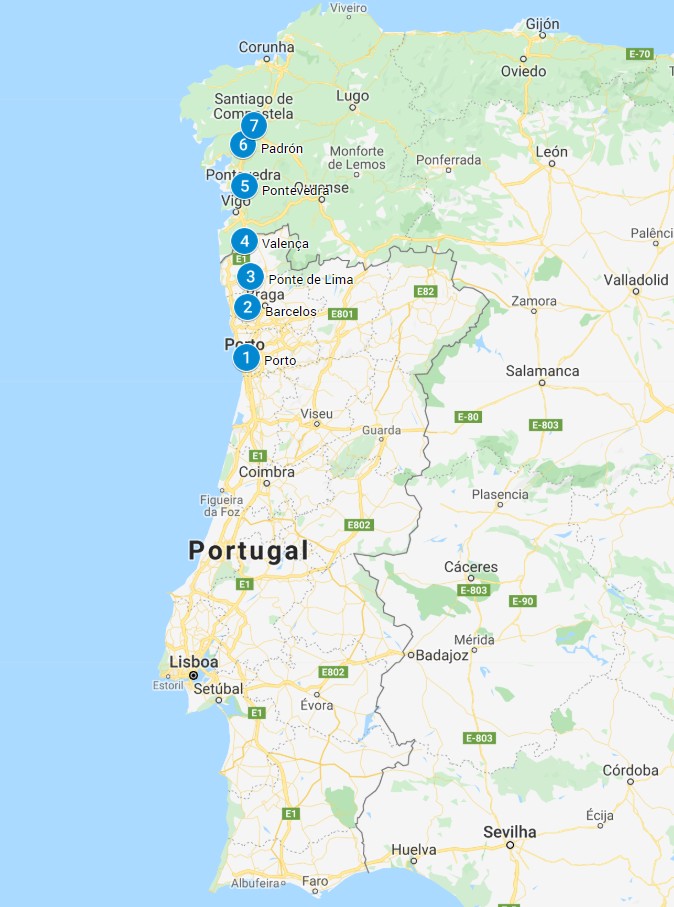 Viveiro
Gijón
Corunha
E-70
Oviedo
Santiago de
Compostela
Lugo
7
6
Padrón
Monforte
de Lemos
Ponferrada
León
Pontevedra
5
Pontevedra
Ourense
Vigo
4
Valença
E1
Palênci
3
Ponte de Lima
Braga
2
Barcelos
E82
E801
Zamora
Valladolid
Porto
1
Porto
Salamanca
Viseu
Guarda
E-80
E-803
E1
Coimbra
Figueira
da Foz
Plasencia
E802
Portugal
Cáceres
E1
E-803
E-90
Mérida
Badajoz
Lisboa
Estoril
Setúbal
E802
Évora
E1
E-803
Córdoba
E1
Écija
Sevilha
Huelva
Albufeira
Faro